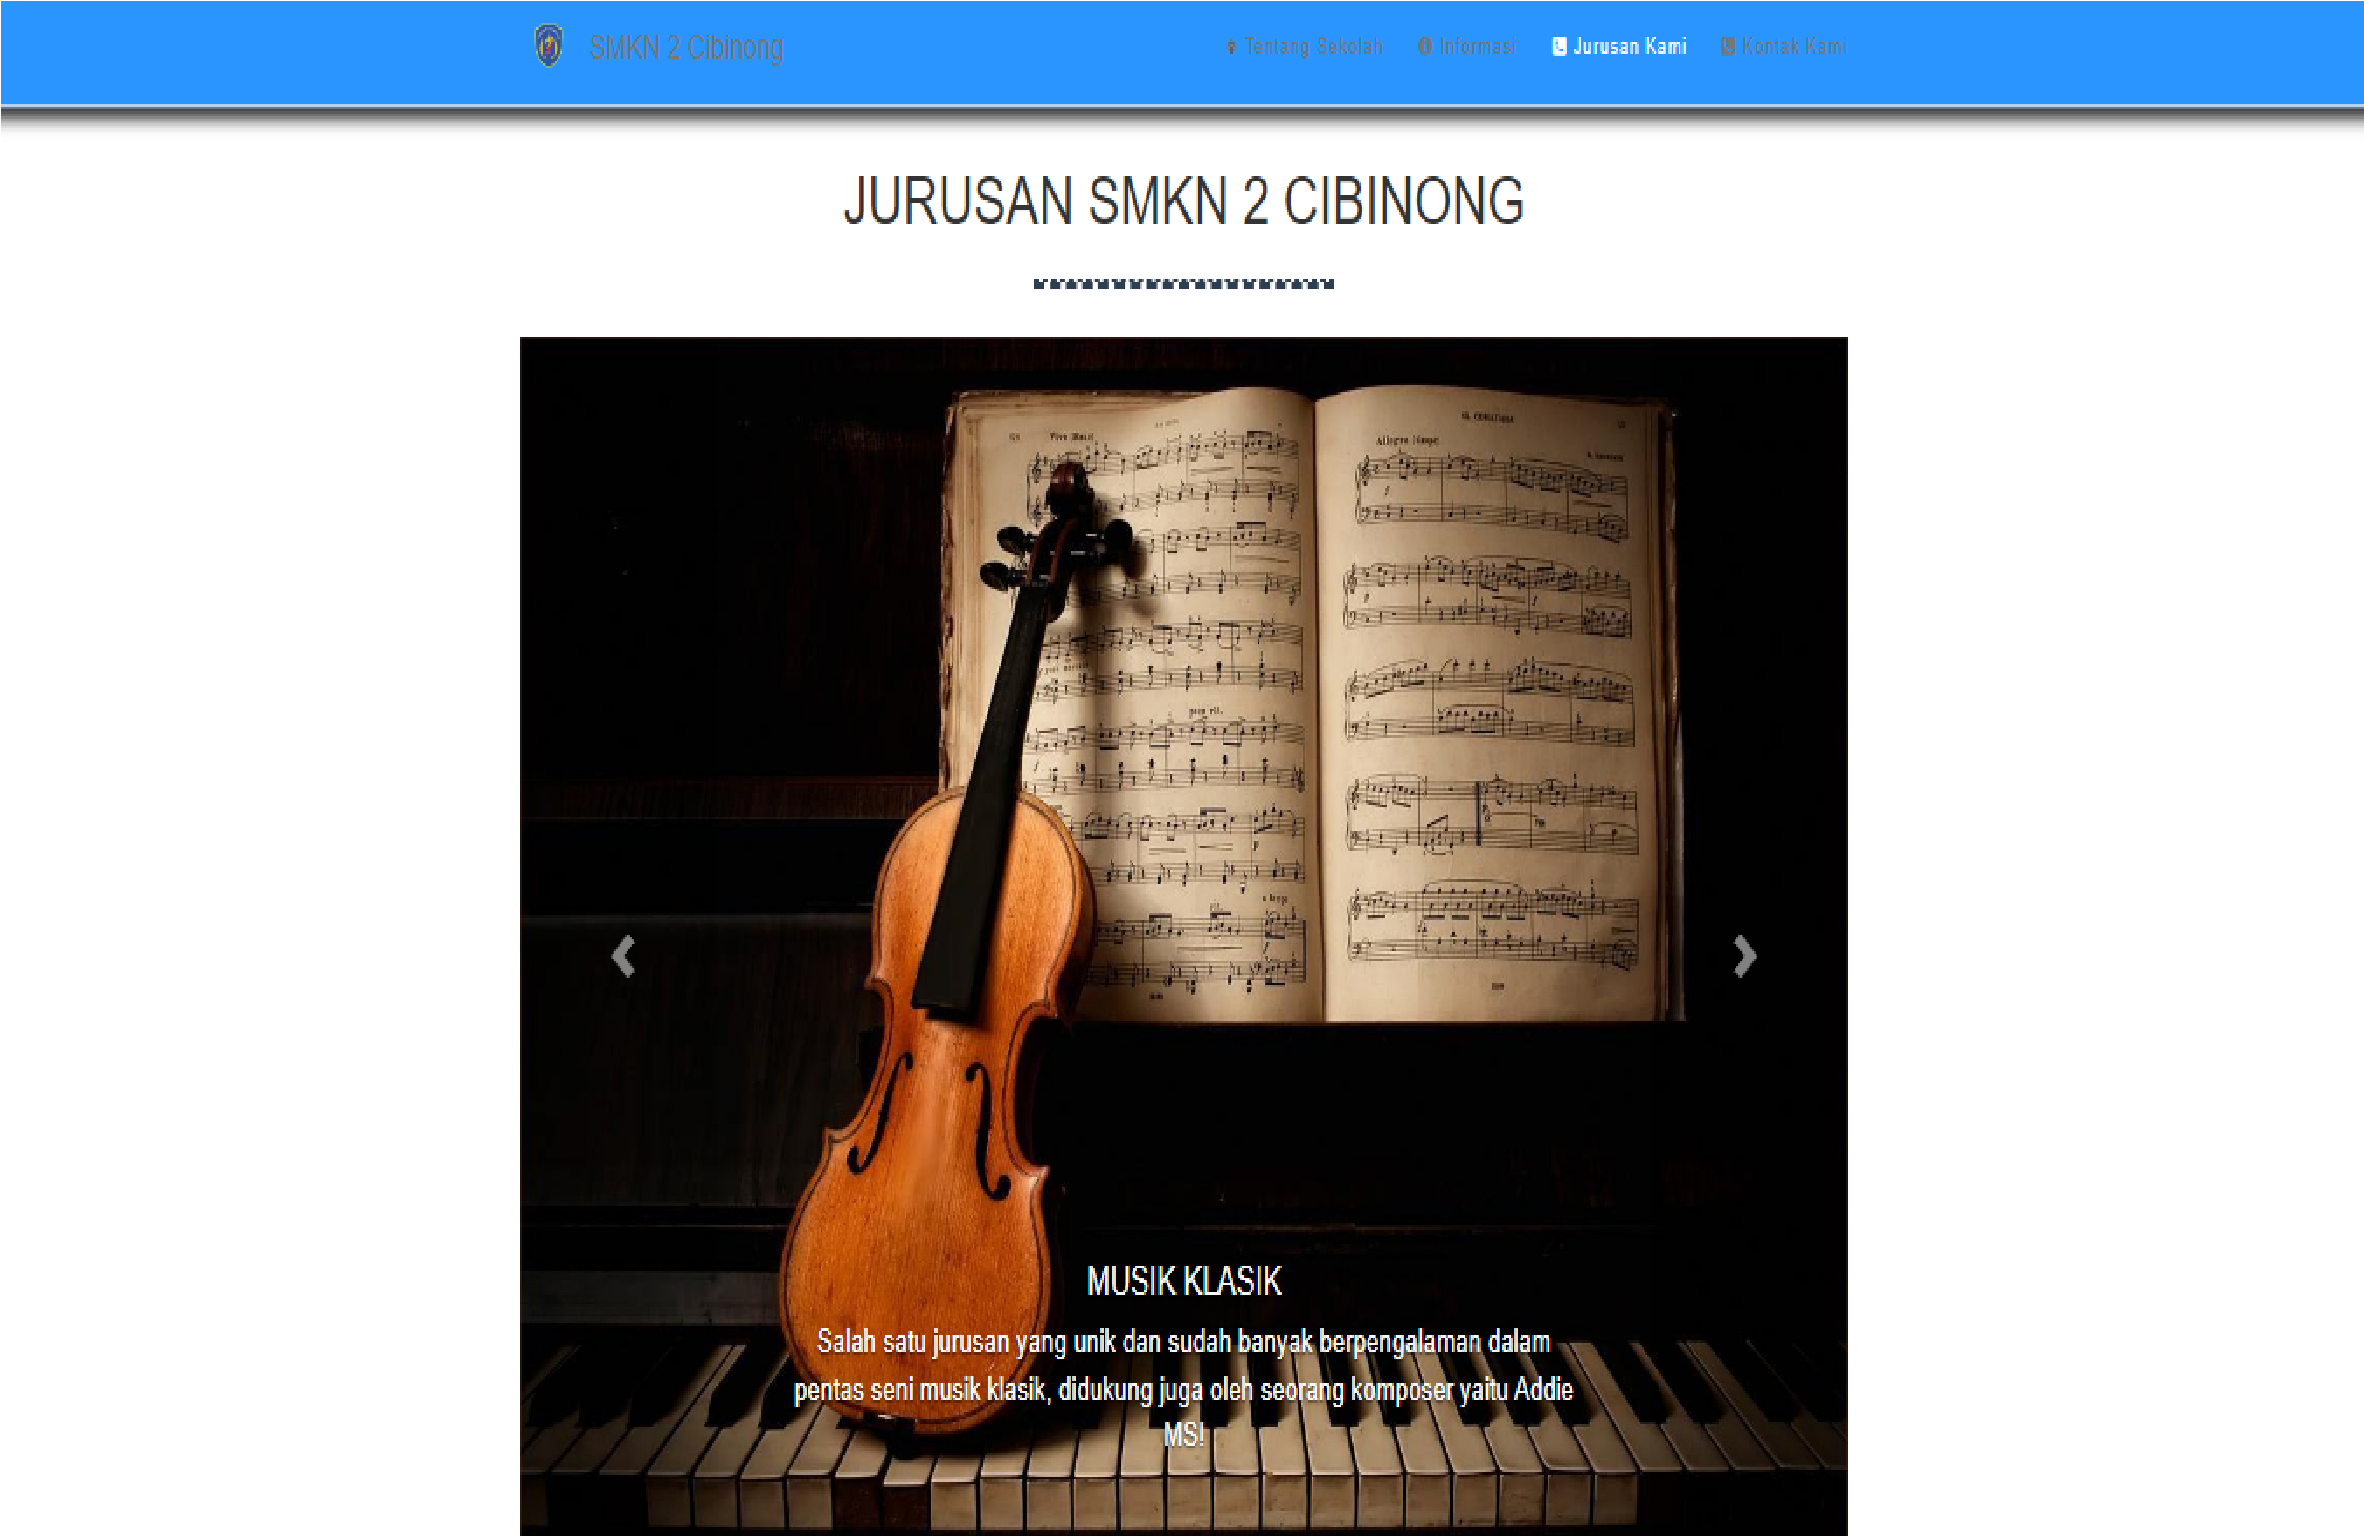 SMKN 2 Cibinong
Tentang Sekolah
Informasi
Jurusan Kami
Kontak Kami
JURUSAN SMKN 2 CIBINONG
poco rit.
MUSIK KLASIK
Salah satu jurusan yang unik dan sudah banyak berpengalaman dalam
pentas seni musik klasik, didukung juga oleh seorang komposer yaitu Addie
MS!